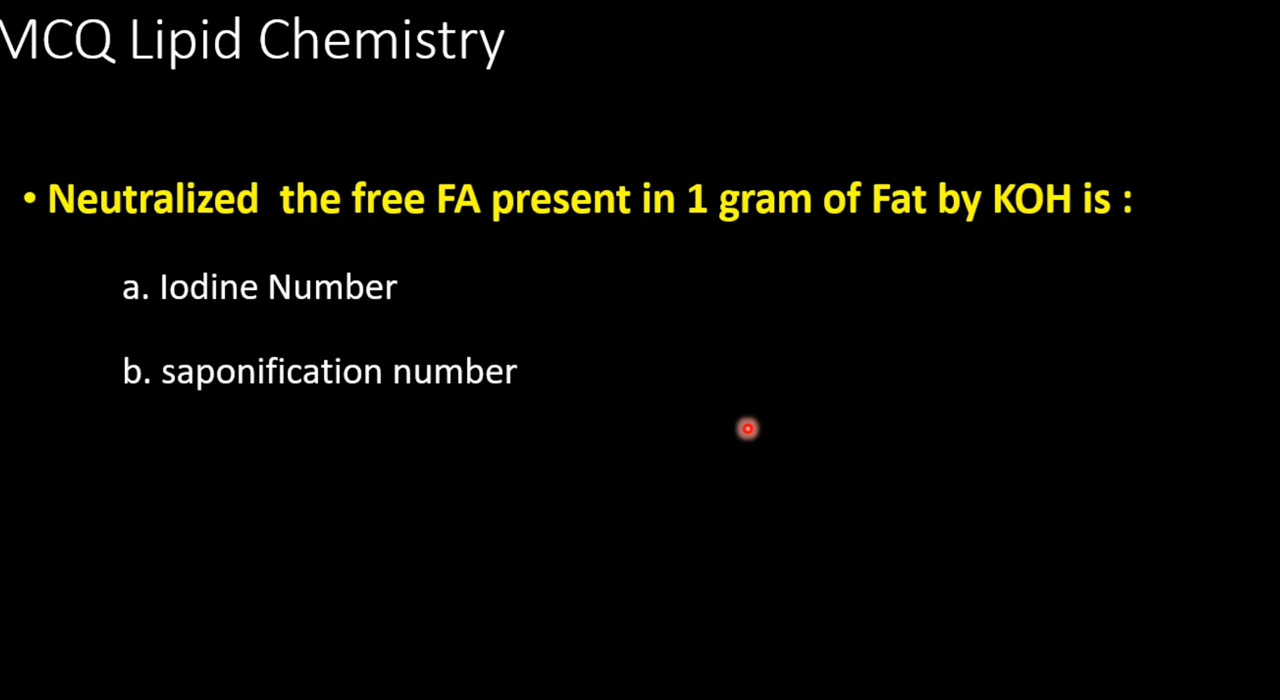 MCQ Lipid Chemistry
• Neutralized the free FA present in 1 gram of Fat by KOH is :
a. Iodine Number
b. saponification number